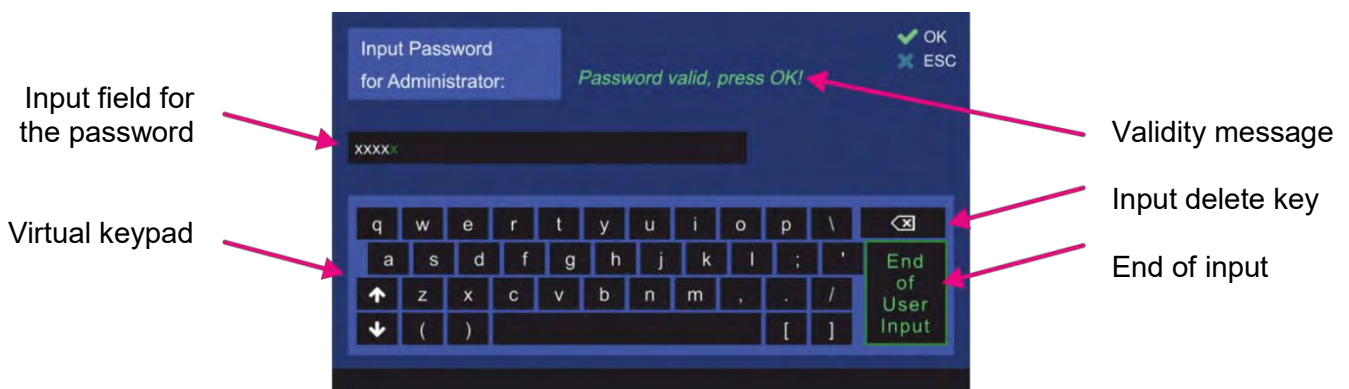 Input Password
for Administrator:
Password valid, press OK!
OK
ESC
Input field for
the password
xxxxx
Validity message
Input delete key
End of input
Virtual keypad
q w e r t y u i o p \
a s d f g h j k l ; '
z x c v b n m , . /
( ) [ ]
End
of
User
Input